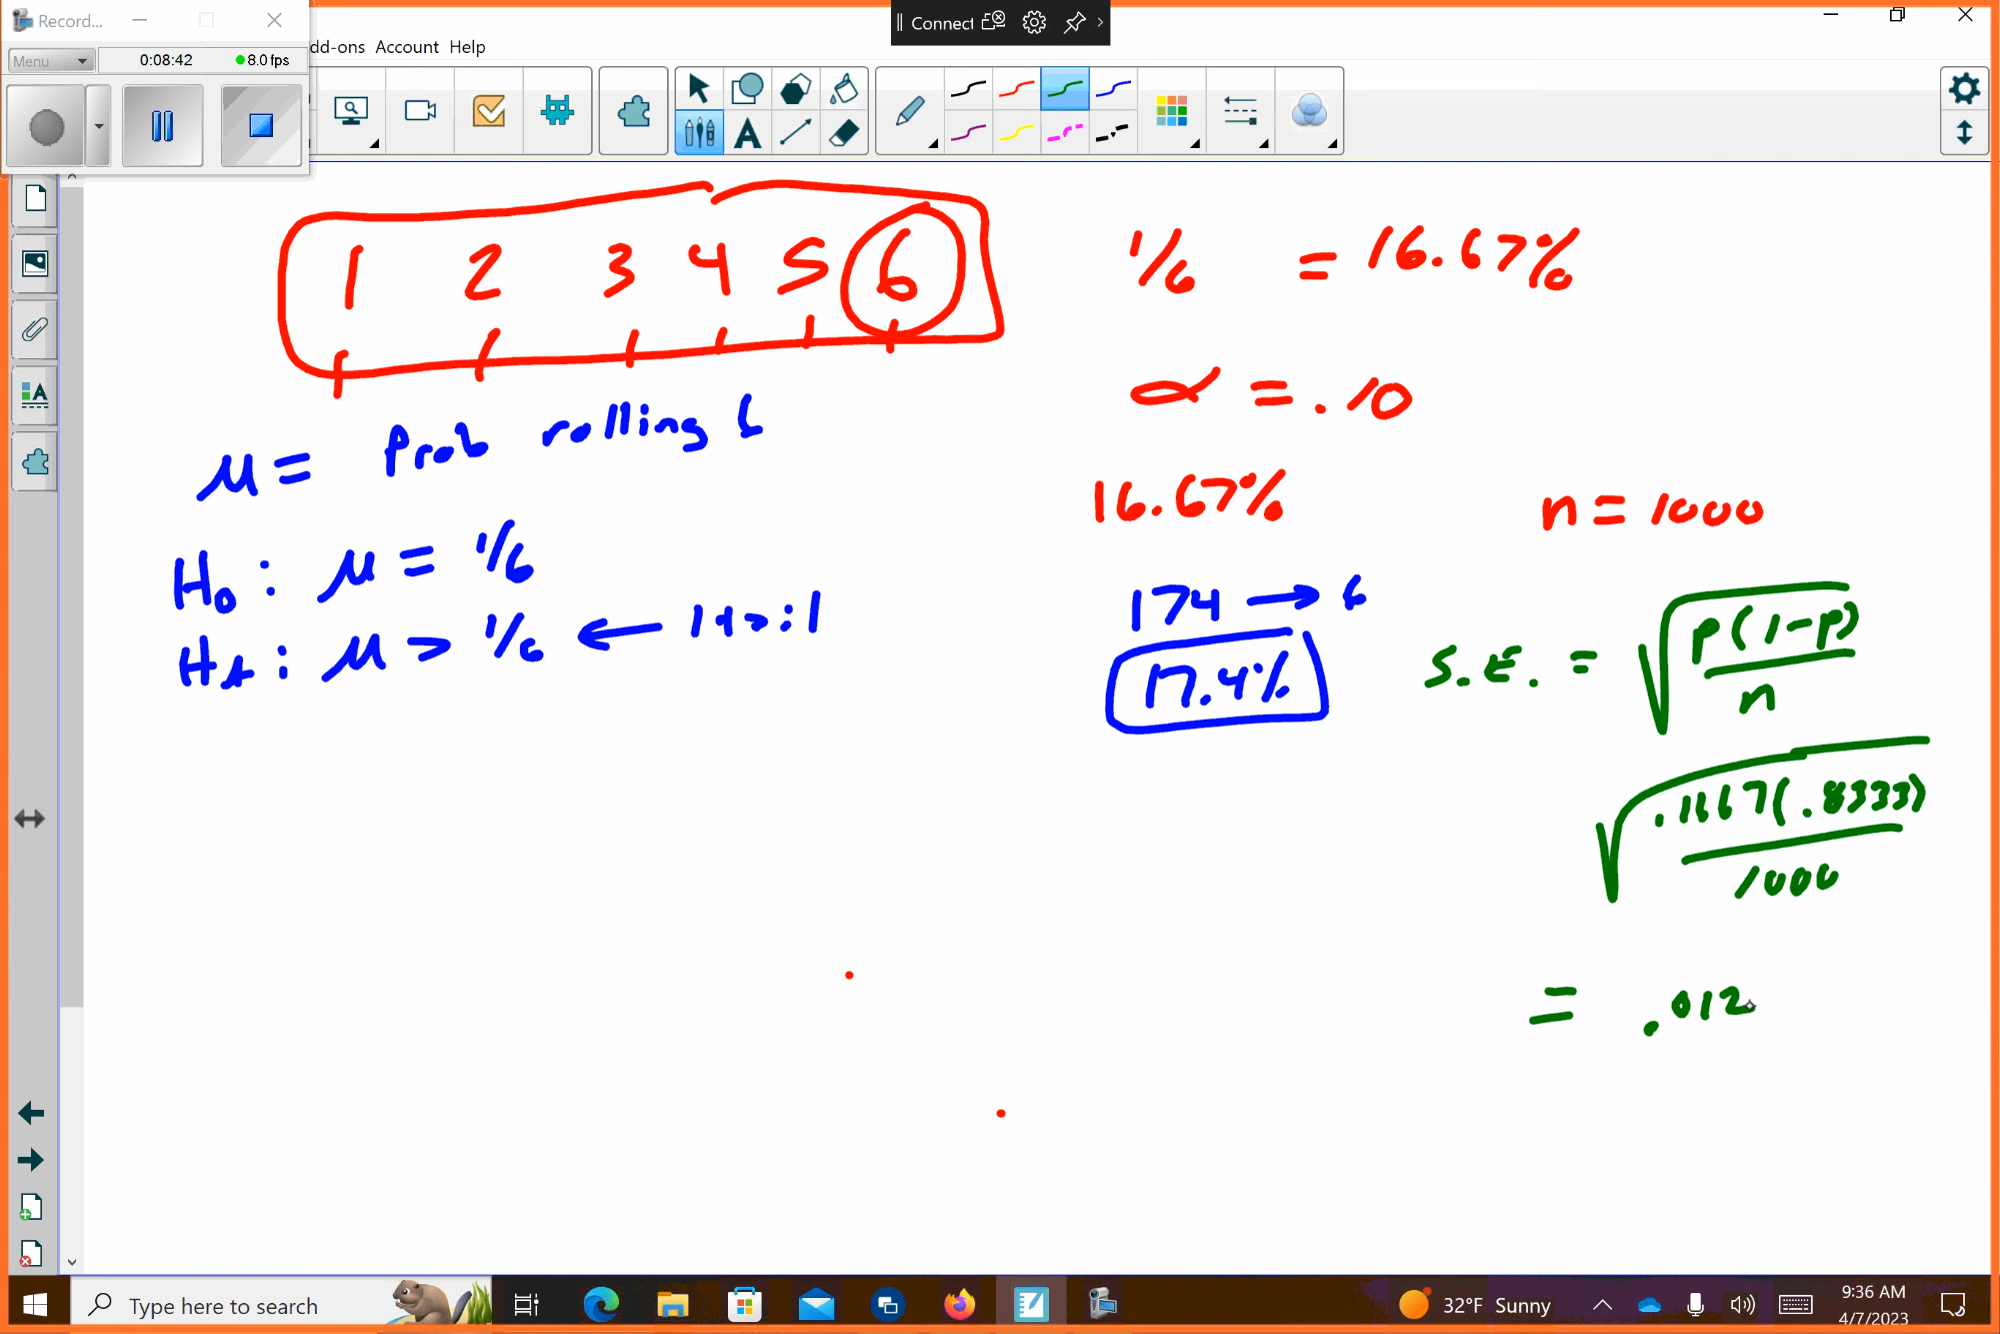 Record...
Connect
dd-ons Account Help
Menu 0:08:42 8.0 fps
1 2 3 4 5 6
1/6 = 16.67%
α = .10
μ = Prob rolling 6
16.67% n = 1000
H0: μ = 1/6
174 → 6
HA: μ > 1/6 ←
17.4%
S.E. = √p(1-p)/n
√.1667(.8333)/1000
= .012
Type here to search
32°F Sunny
9:36 AM
4/7/2023